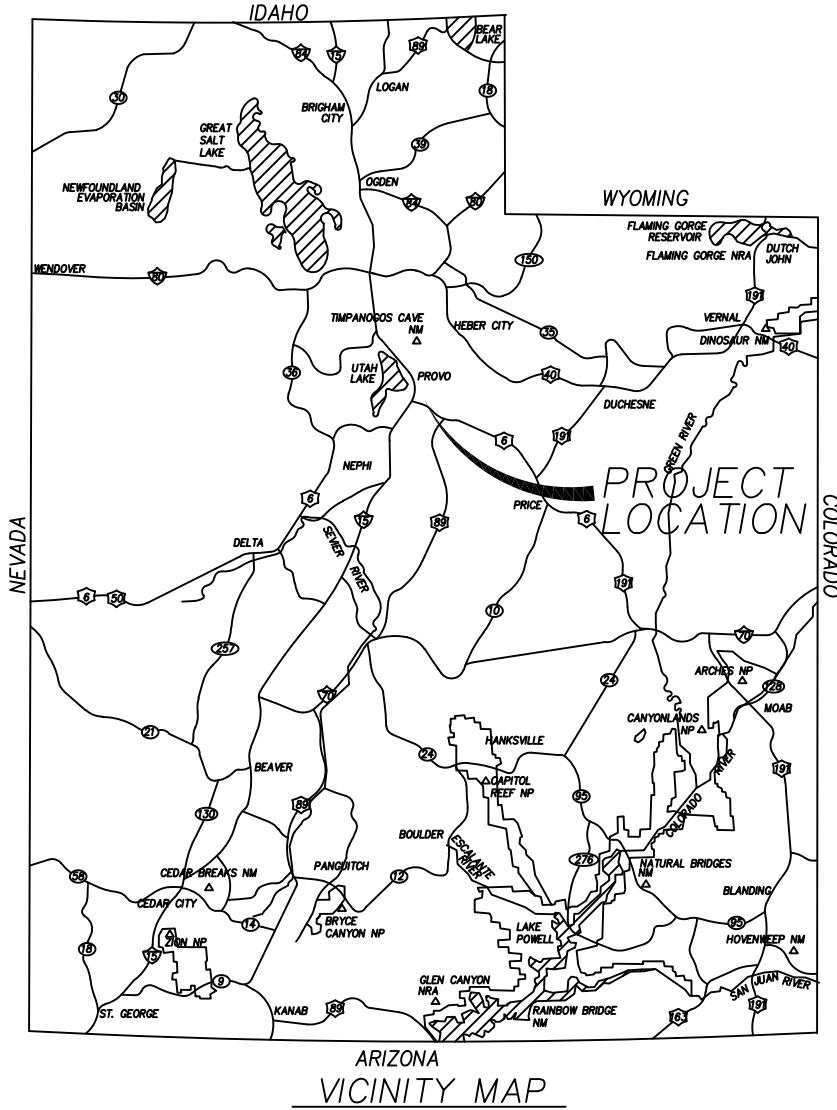 IDAHO
BEAR
LAKE
84
15
89
LOGAN
18
30
BRIGHAM
CITY
GREAT
SALT
LAKE
39
OGDEN
NEWFOUNDLAND
EVAPORATION
BASIN
84
80
WYOMING
FLAMING GORGE
RESERVOIR
DUTCH
JOHN
FLAMING GORGE NRA
150
WENDOVER
80
191
TIMPANOGOS CAVE
NM
HEBER CITY
35
VERNAL
DINOSAUR NM
40
36
UTAH
LAKE
PROVO
40
DUCHESNE
6
191
GREEN RIVER
NEPHI
PROJECT
LOCATION
6
15
89
PRICE
6
NEVADA
COLORADO
DELTA
SEVIER
RIVER
6
50
191
10
257
70
ARCHES NP
24
128
70
MOAB
CANYONLANDS
NP
21
24
HANKSVILLE
RIVER
COLORADO
BEAVER
CAPITOL
REEF NP
191
89
95
130
BOULDER
ESCALANTE
RIVER
276
NATURAL BRIDGES
NM
58
CEDAR BREAKS NM
PANGUITCH
12
BLANDING
CEDAR CITY
14
BRYCE
CANYON NP
LAKE
POWELL
95
HOVENWEEP NM
18
15
ZION NP
9
GLEN CANYON
NRA
SAN JUAN RIVER
ST. GEORGE
KANAB
89
RAINBOW BRIDGE
NM
163
191
ARIZONA
VICINITY MAP